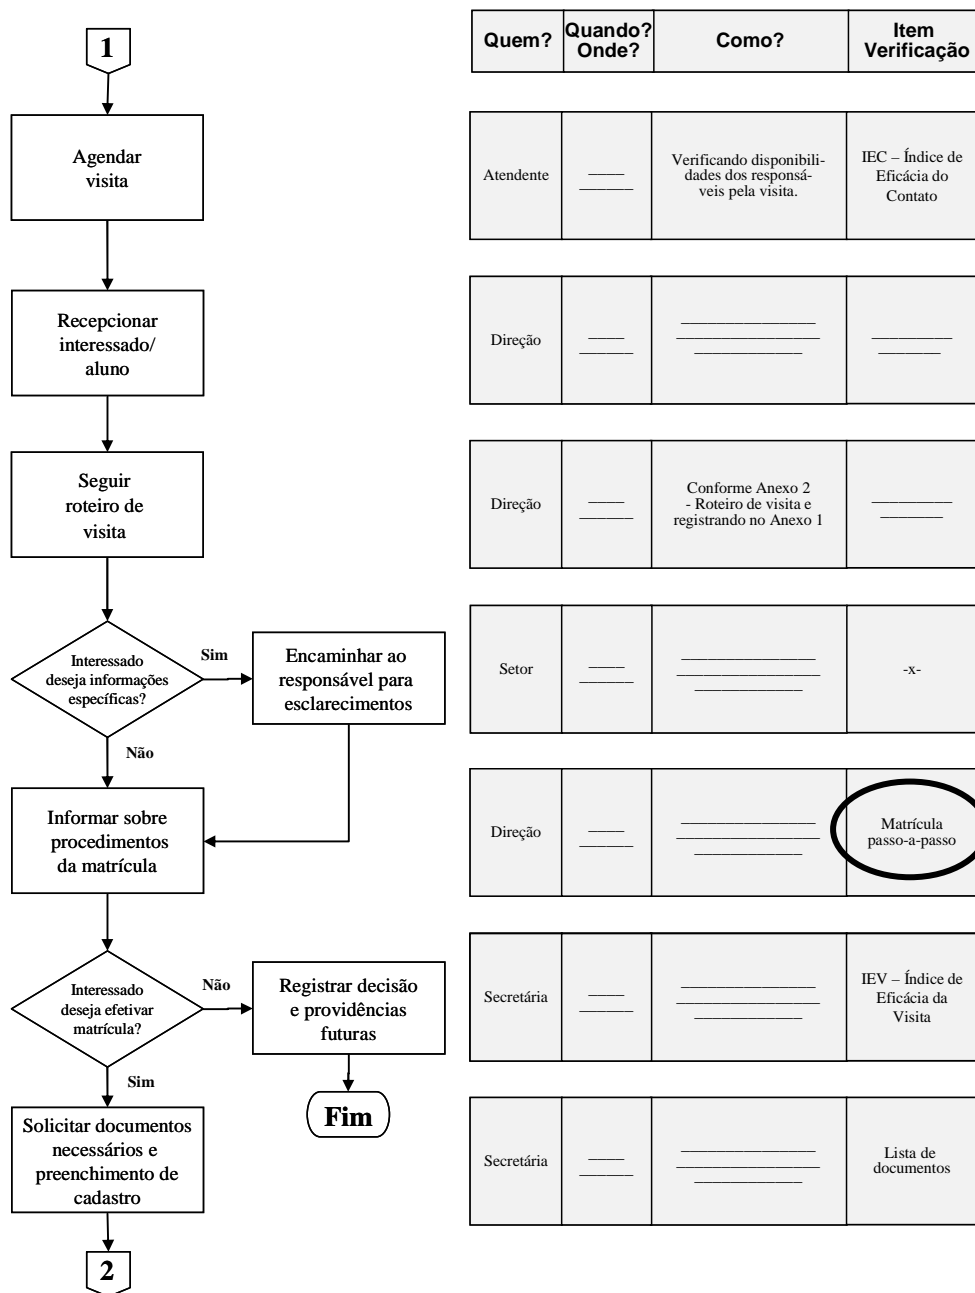 1
Quem?
Quando?
Onde?
Como?
Item
Verificação
Agendar
visita
Atendente
Verificando disponibili-
dades dos responsá-
veis pela visita.
IEC – Índice de
Eficácia do
Contato
Recepcionar
interessado/
aluno
Direção
Seguir
roteiro de
visita
Direção
Conforme Anexo 2
- Roteiro de visita e
registrando no Anexo 1
Interessado
deseja informações
específicas?
Sim
Não
Encaminhar ao
responsável para
esclarecimentos
Setor
-x-
Informar sobre
procedimentos
da matrícula
Direção
Matrícula
passo-a-passo
Interessado
deseja efetivar
matrícula?
Não
Sim
Registrar decisão
e providências
futuras
Fim
Secretária
IEV – Índice de
Eficácia da
Visita
Solicitar documentos
necessários e
preenchimento de
cadastro
Secretária
Lista de
documentos
2